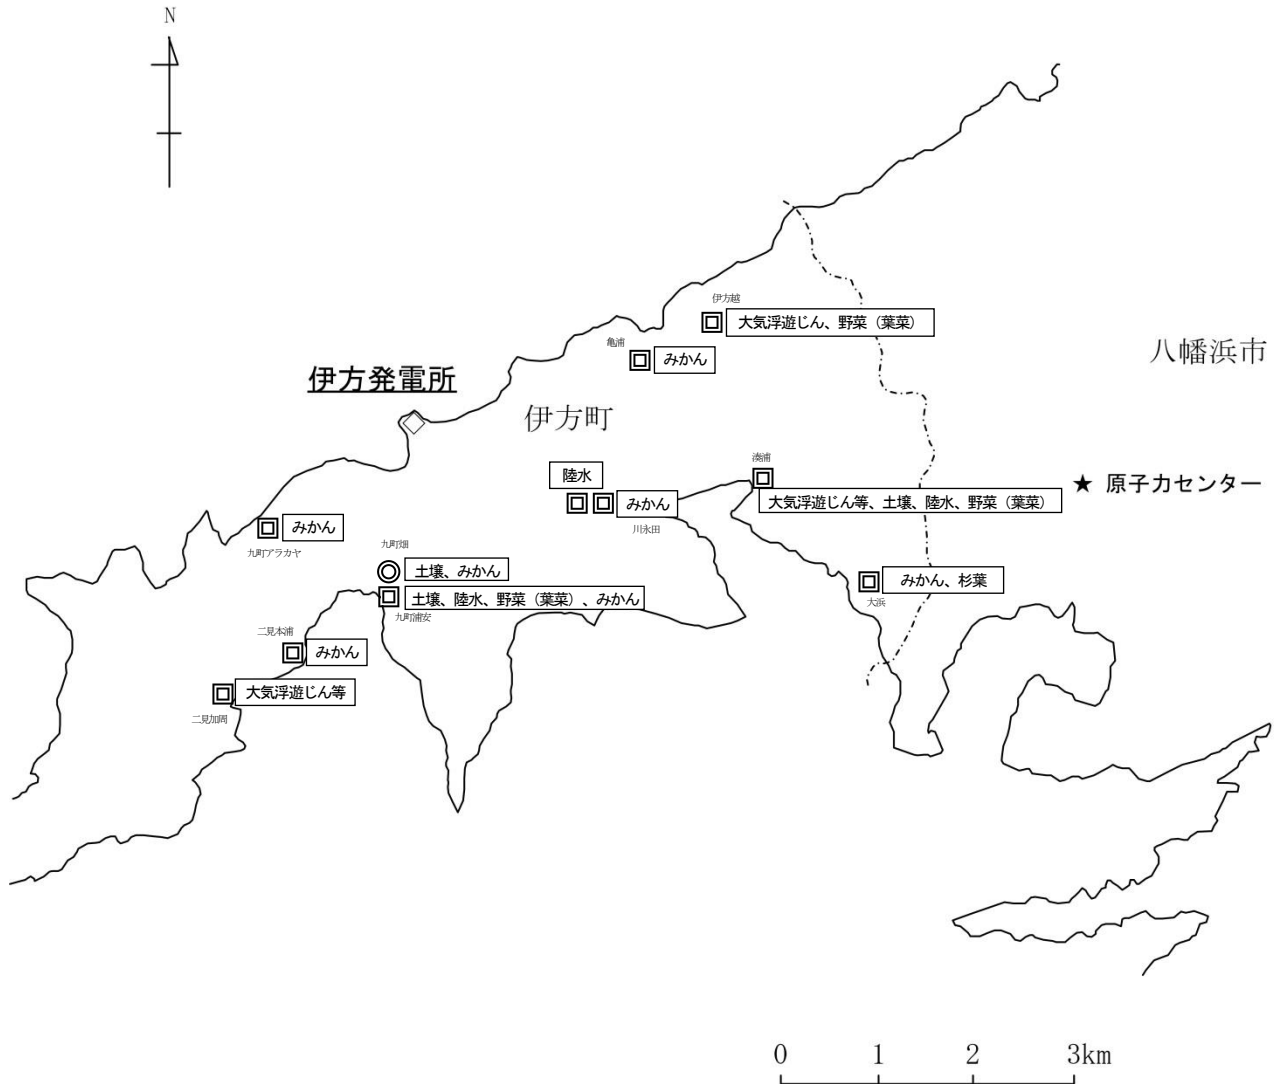 N
伊方越
大気浮遊じん、野菜（葉菜）
亀浦
みかん
八幡浜市
伊方発電所
伊方町
湊浦
陸水
★ 原子力センター
みかん
大気浮遊じん等、土壌、陸水、野菜（葉菜）
川永田
みかん
九町アラカヤ
九町畑
土壌、みかん
みかん、杉葉
大浜
土壌、陸水、野菜（葉菜）、みかん
九町浦安
二見本浦
みかん
大気浮遊じん等
二見加周
0 1 2 3km